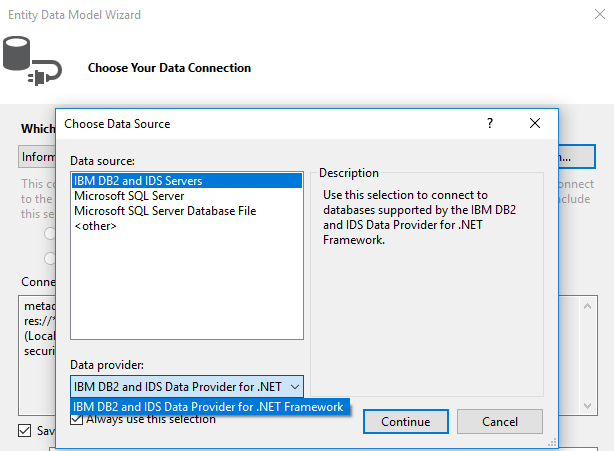 Entity Data Model Wizard
Choose Your Data Connection
Which
Choose Data Source
?
Inform
n...
Data source:
IBM DB2 and IDS Servers
Microsoft SQL Server
Microsoft SQL Server Database File
<other>
Description
Use this selection to connect to
databases supported by the IBM DB2
and IDS Data Provider for .NET
Framework.
This co
onnect
to the
nclude
this se
Conne
metad
res://*
(Local
securit
Data provider:
IBM DB2 and IDS Data Provider for .NET
IBM DB2 and IDS Data Provider for .NET Framework
Always use this selection
Continue
Cancel
Sav